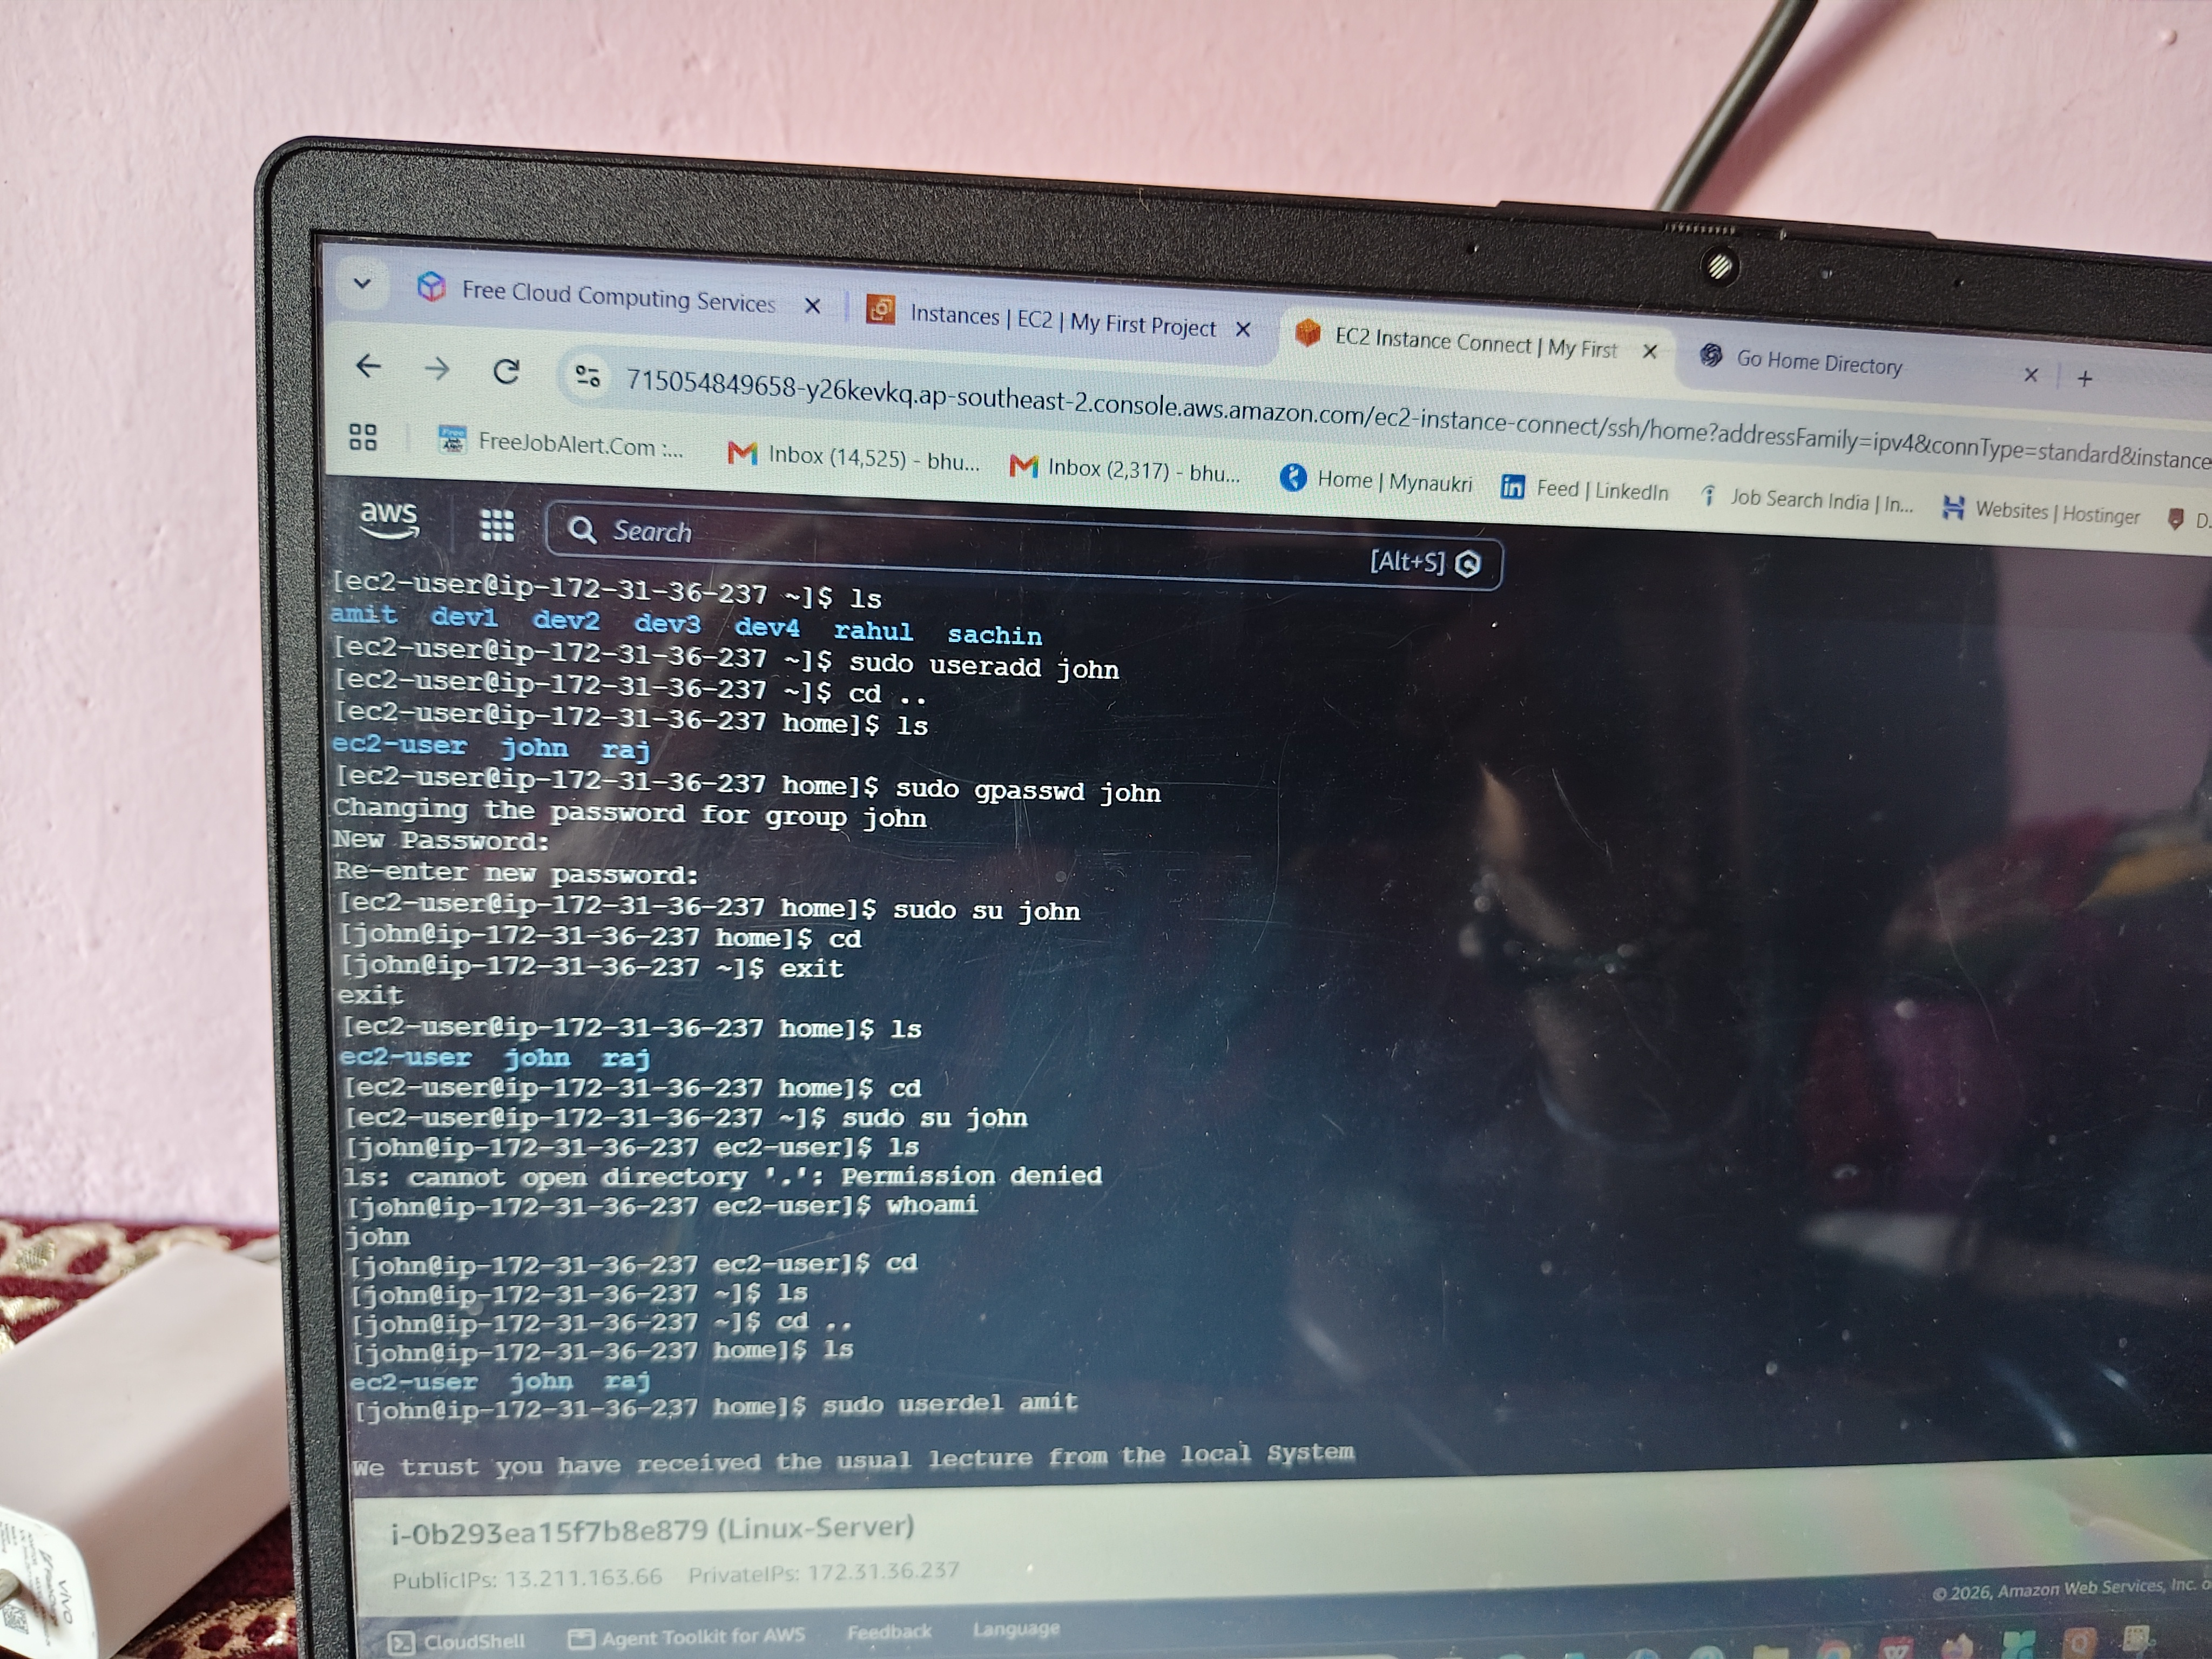 Free Cloud Computing Services
Instances | EC2 | My First Project
EC2 Instance Connect | My First
Go Home Directory
715054849658-y26kevkq.ap-southeast-2.console.aws.amazon.com/ec2-instance-connect/ssh/home?addressFamily=ipv4&connType=standard&instance
FreeJobAlert.Com :....
Inbox (14,525) - bhu...
Inbox (2,317) - bhu...
Home | Mynaukri
Feed | LinkedIn
Job Search India | In...
Websites | Hostinger
D.
aws
Search
[Alt+S]
[ec2-user@ip-172-31-36-237 ~]$ ls
amit dev1 dev2 dev3 dev4 rahul sachin
[ec2-user@ip-172-31-36-237 ~]$ sudo useradd john
[ec2-user@ip-172-31-36-237 ~]$ cd ..
[ec2-user@ip-172-31-36-237 home]$ ls
ec2-user john raj
[ec2-user@ip-172-31-36-237 home]$ sudo gpasswd john
Changing the password for group john
New Password:
Re-enter new password:
[ec2-user@ip-172-31-36-237 home]$ sudo su john
[john@ip-172-31-36-237 home]$ cd
[john@ip-172-31-36-237 ~]$ exit
exit
[ec2-user@ip-172-31-36-237 home]$ ls
ec2-user john raj
[ec2-user@ip-172-31-36-237 home]$ cd
[ec2-user@ip-172-31-36-237 ~]$ sudo su john
[john@ip-172-31-36-237 ec2-user]$ ls
ls: cannot open directory '.': Permission denied
[john@ip-172-31-36-237 ec2-user]$ whoami
john
[john@ip-172-31-36-237 ec2-user]$ cd
[john@ip-172-31-36-237 ~]$ ls
[john@ip-172-31-36-237 ~]$ cd ..
[john@ip-172-31-36-237 home]$ ls
ec2-user john raj
[john@ip-172-31-36-237 home]$ sudo userdel amit
We trust you have received the usual lecture from the local System
i-0b293ea15f7b8e879 (Linux-Server)
PublicIPs: 13.211.163.66 PrivateIPs: 172.31.36.237
© 2026, Amazon Web Services, Inc. o
CloudShell
Agent Toolkit for AWS
Feedback
Language
vivo